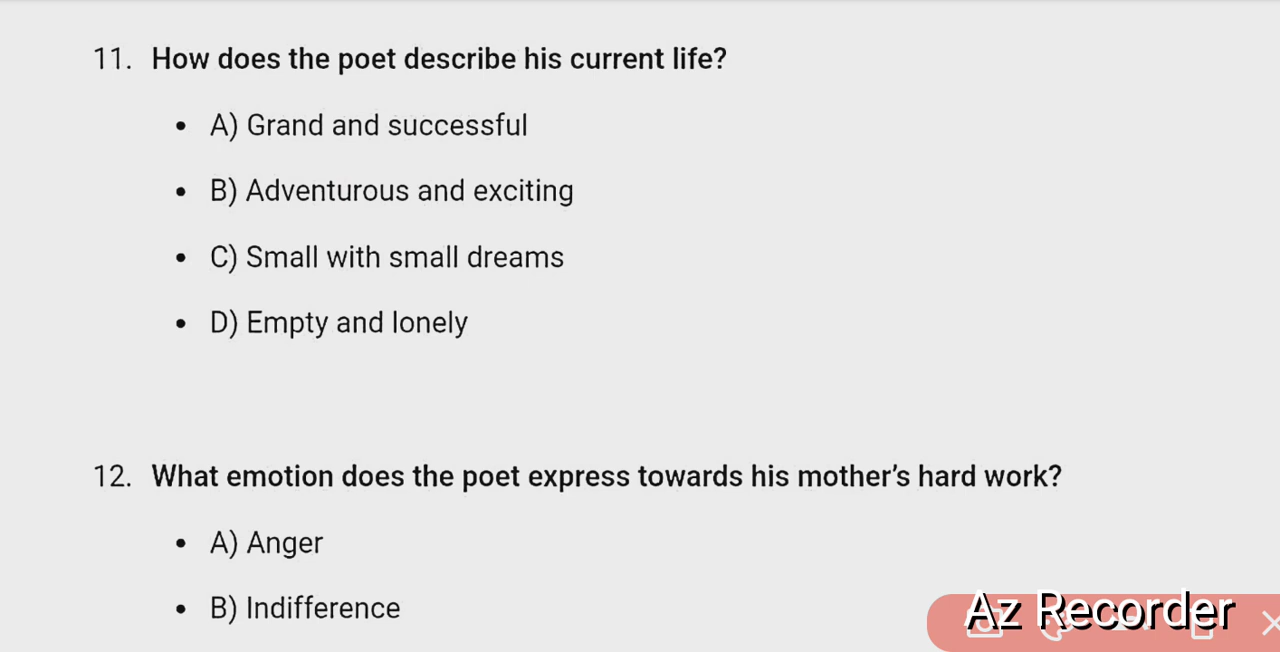 11. How does the poet describe his current life?
• A) Grand and successful
• B) Adventurous and exciting
• C) Small with small dreams
• D) Empty and lonely
12. What emotion does the poet express towards his mother’s hard work?
• A) Anger
• B) Indifference
Az Recorder